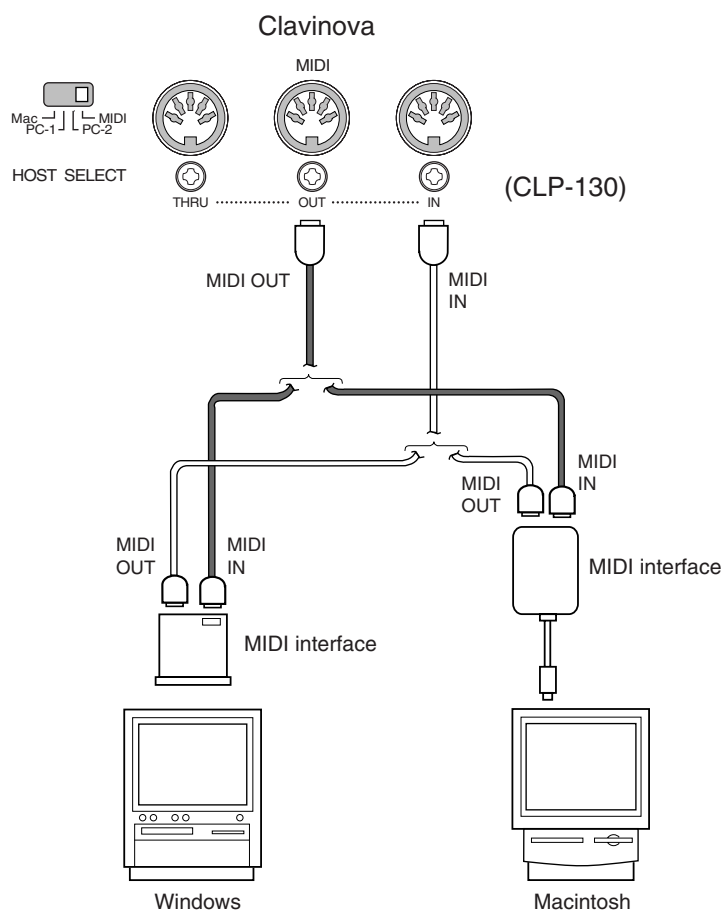 Clavinova
MIDI
Mac
MIDI
PC-1
PC-2
HOST SELECT
THRU
OUT
IN
(CLP-130)
MIDI OUT
MIDI
IN
MIDI
OUT
MIDI
IN
MIDI
OUT
MIDI
IN
MIDI interface
MIDI interface
Windows
Macintosh